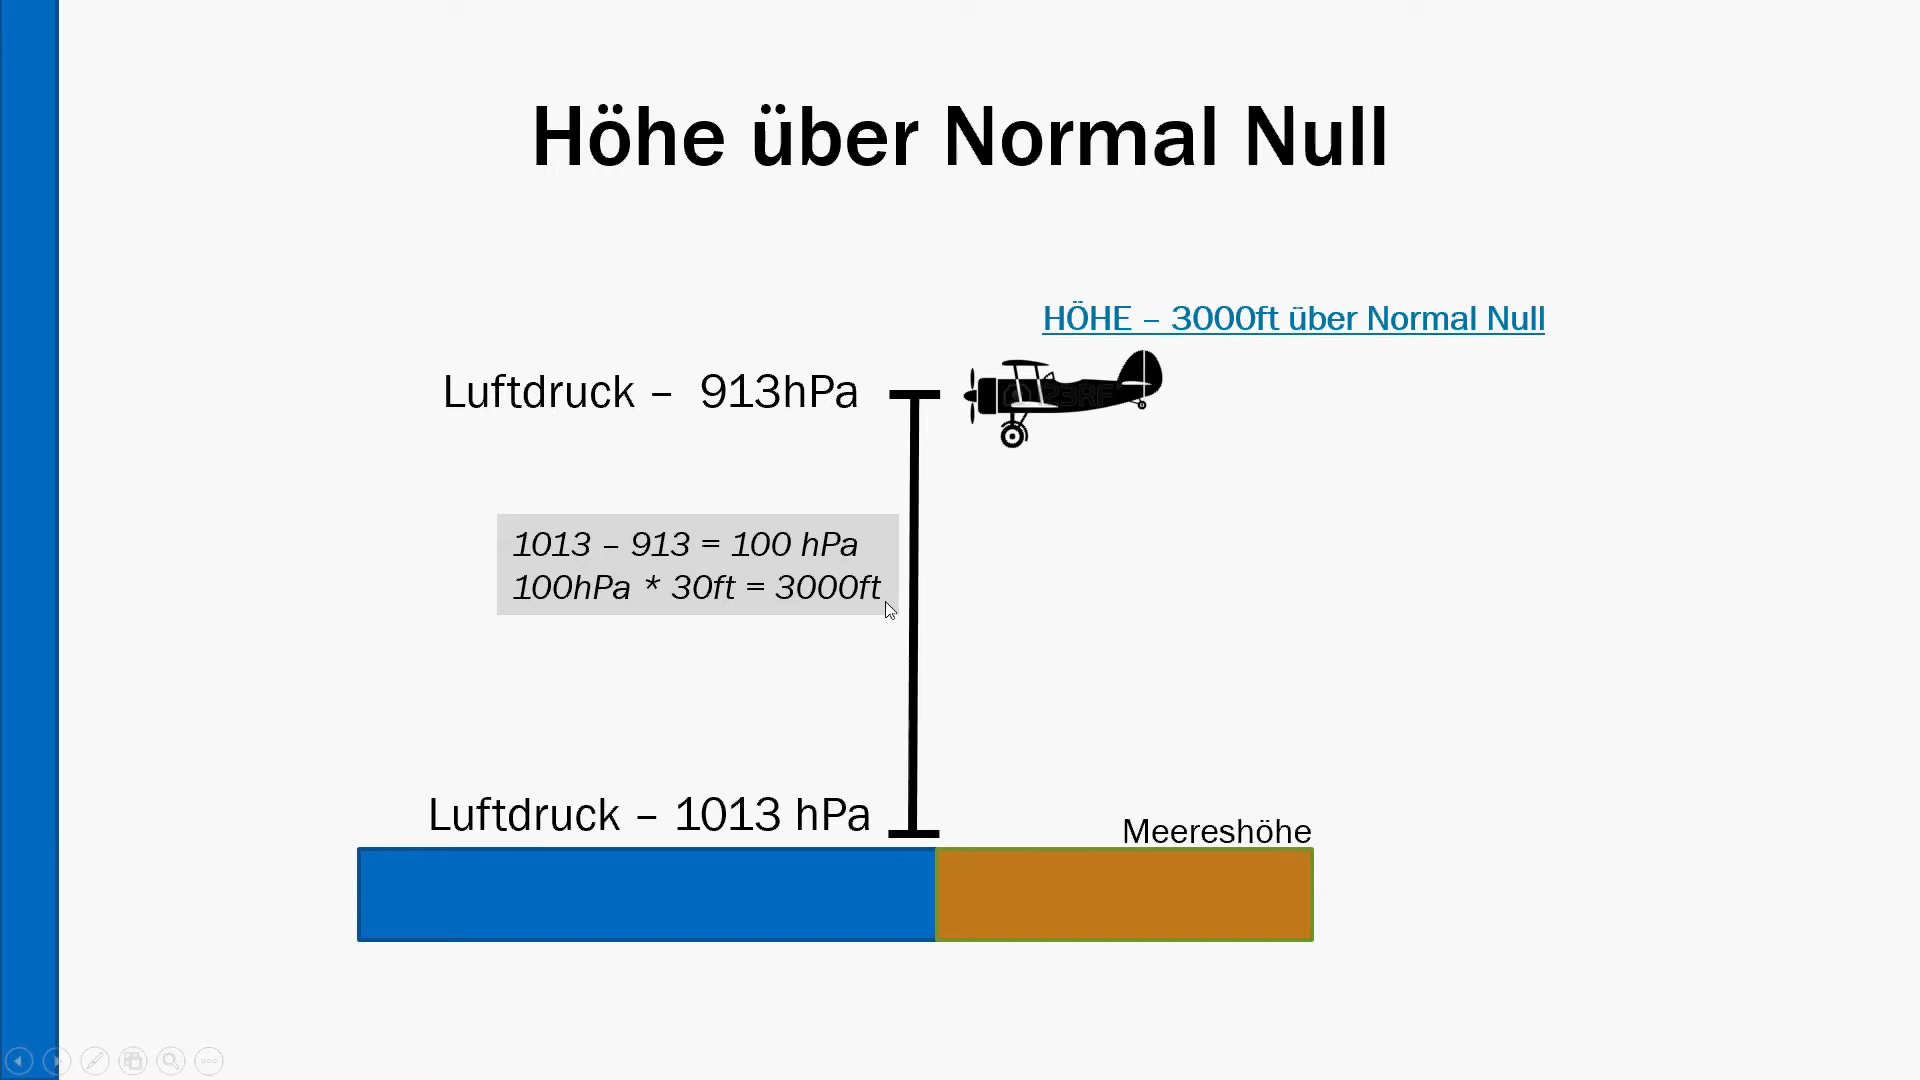 Höhe über Normal Null
HÖHE – 3000ft über Normal Null
Luftdruck – 913hPa
1013 – 913 = 100 hPa
100hPa * 30ft = 3000ft
Luftdruck – 1013 hPa
Meereshöhe